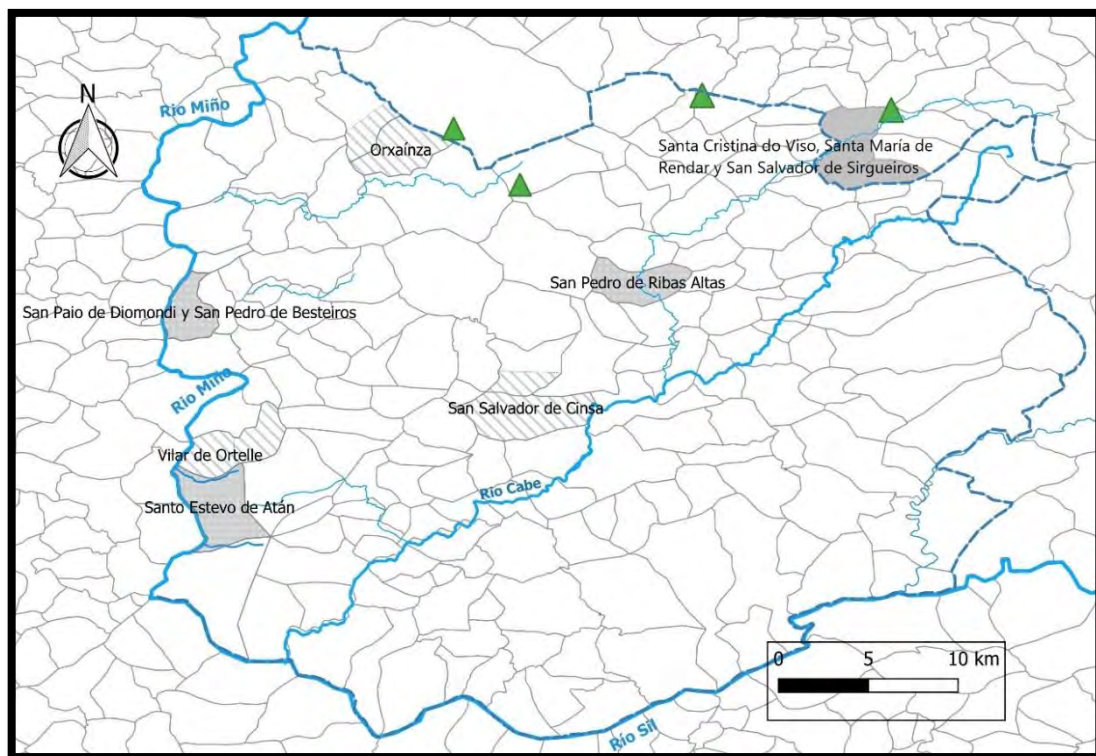 N
Río Miño
Orxaínza
Santa Cristina do Viso, Santa María de
Rendar y San Salvador de Sirgueiros
San Pedro de Ribas Altas
San Paio de Diomondi y San Pedro de Besteiros
Río Miño
San Salvador de Cinsa
Vilar de Ortelle
Río Cabe
Santo Estevo de Atán
0 5 10 km
Río Sil